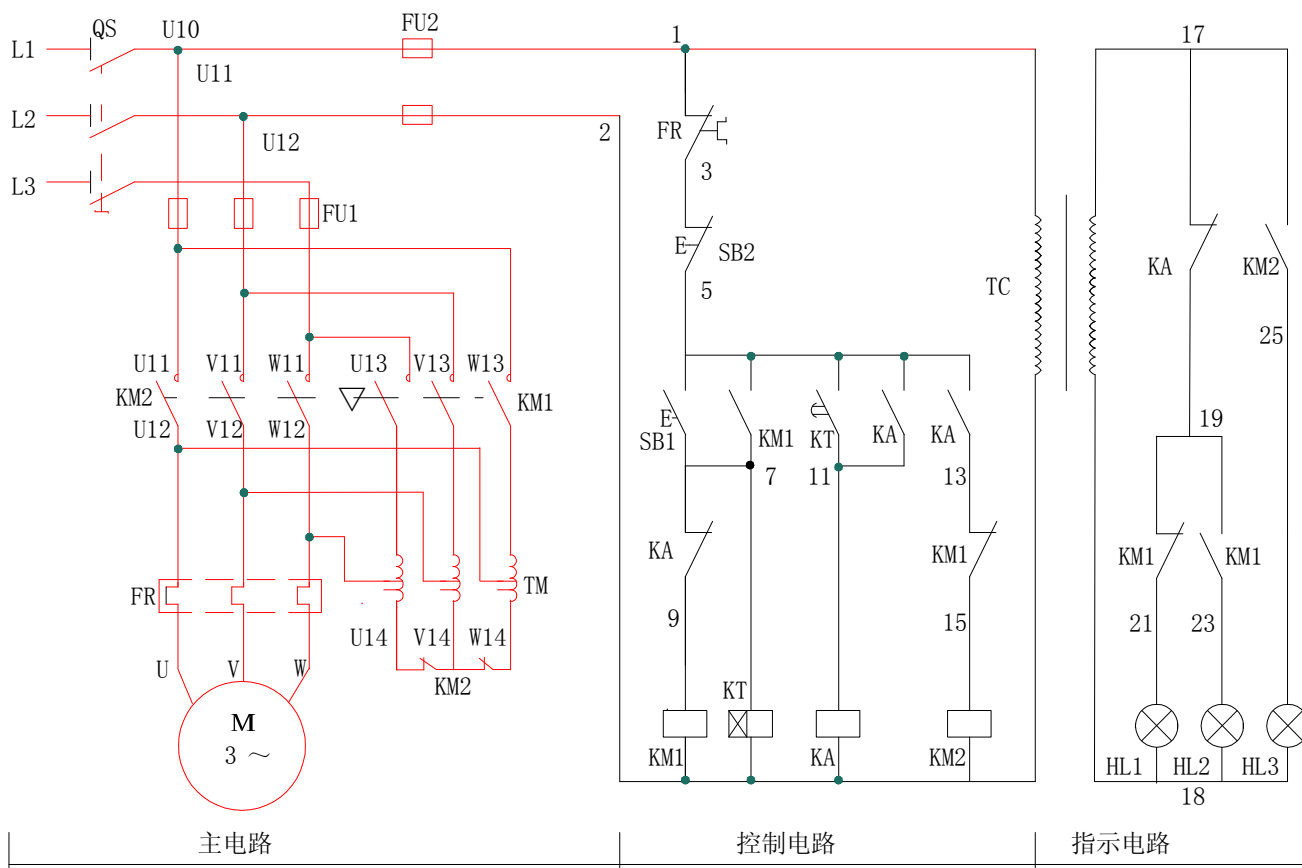 QS U10 FU2 1 17
L1
U11
L2
U12 2 FR
3
L3
FU1
E SB2
5
TC
KA KM2
25
U11 V11 W11 U13 V13 W13
KM2 KM1
U12 V12 W12
E
SB1 KM1 KT KA KA
19
7 11 13
KA KM1 KM1 KM1
FR TM
9 15 21 23
U14 V14 W14
U V W
KM2 KT
M
3 ~
KM1 KA KM2 HL1 HL2 HL3
18
主电路 控制电路 指示电路